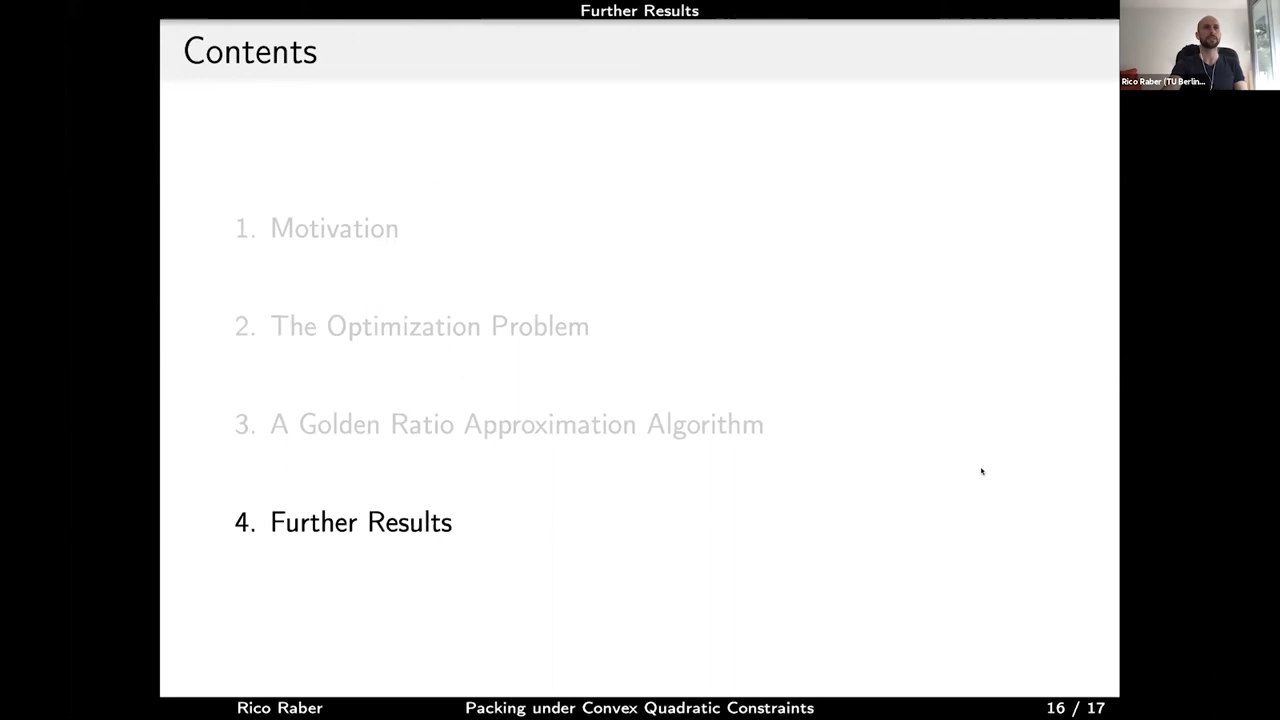 Further Results
Contents
Rico Raber (TU Berlin...
1. Motivation
2. The Optimization Problem
3. A Golden Ratio Approximation Algorithm
4. Further Results
Rico Raber Packing under Convex Quadratic Constraints 16 / 17